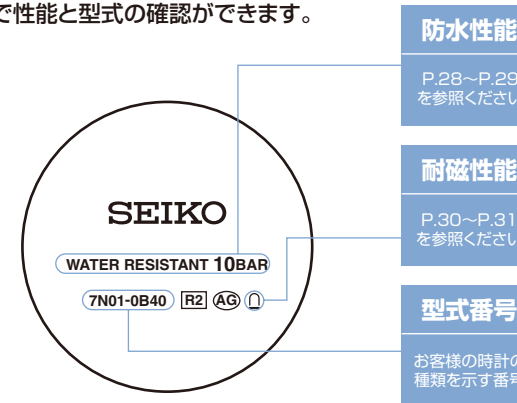 で性能と型式の確認ができます。
防水性能
P.28～P.29
を参照ください
耐磁性能
P.30～P.31
を参照ください
型式番号
お客様の時計の
種類を示す番号
SEIKO
WATER RESISTANT 10BAR
7N01-0B40 R2 AG